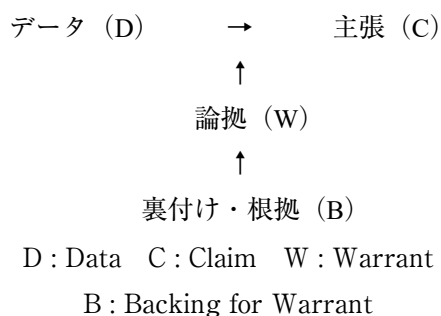 データ（D） → 主張（C）
↑
論拠（W）
↑
裏付け・根拠（B）
D : Data C : Claim W : Warrant
B : Backing for Warrant